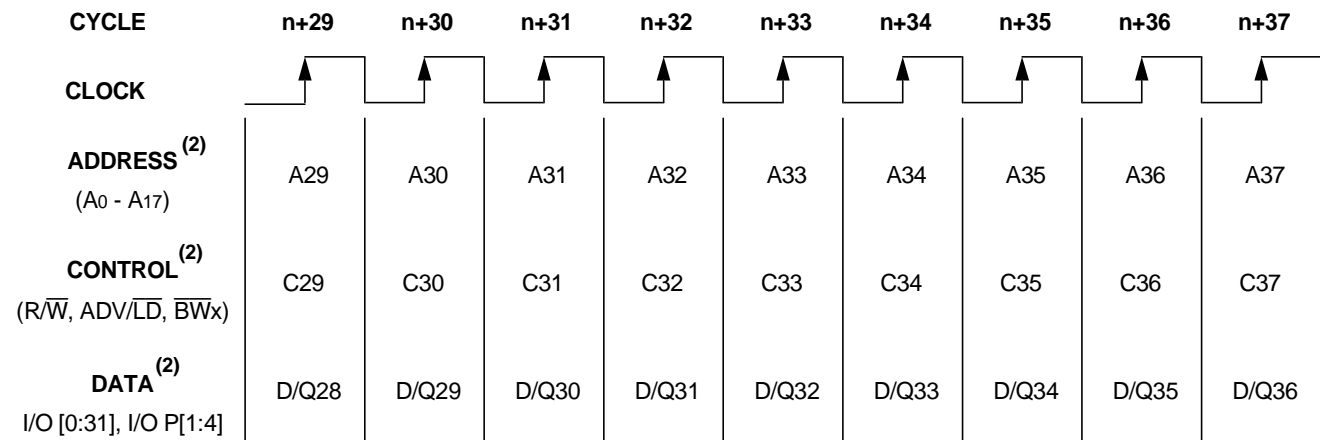 CYCLE n+29 n+30 n+31 n+32 n+33 n+34 n+35 n+36 n+37
CLOCK
ADDRESS (2) A29 A30 A31 A32 A33 A34 A35 A36 A37
(A0 - A17)
CONTROL (2) C29 C30 C31 C32 C33 C34 C35 C36 C37
(R/W̅, ADV/L̅D̅, B̅W̅x)
DATA (2) D/Q28 D/Q29 D/Q30 D/Q31 D/Q32 D/Q33 D/Q34 D/Q35 D/Q36
I/O [0:31], I/O P[1:4]